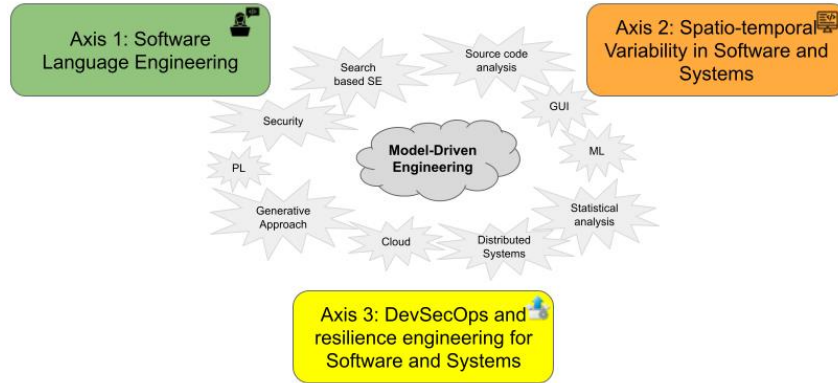 Axis 1: Software
Language Engineering
Axis 2: Spatio-temporal
Variability in Software and
Systems
Search
based SE
Source code
analysis
Security
GUI
Model-Driven
Engineering
PL
ML
Generative
Approach
Statistical
analysis
Cloud
Distributed
Systems
Axis 3: DevSecOps and
resilience engineering for
Software and Systems